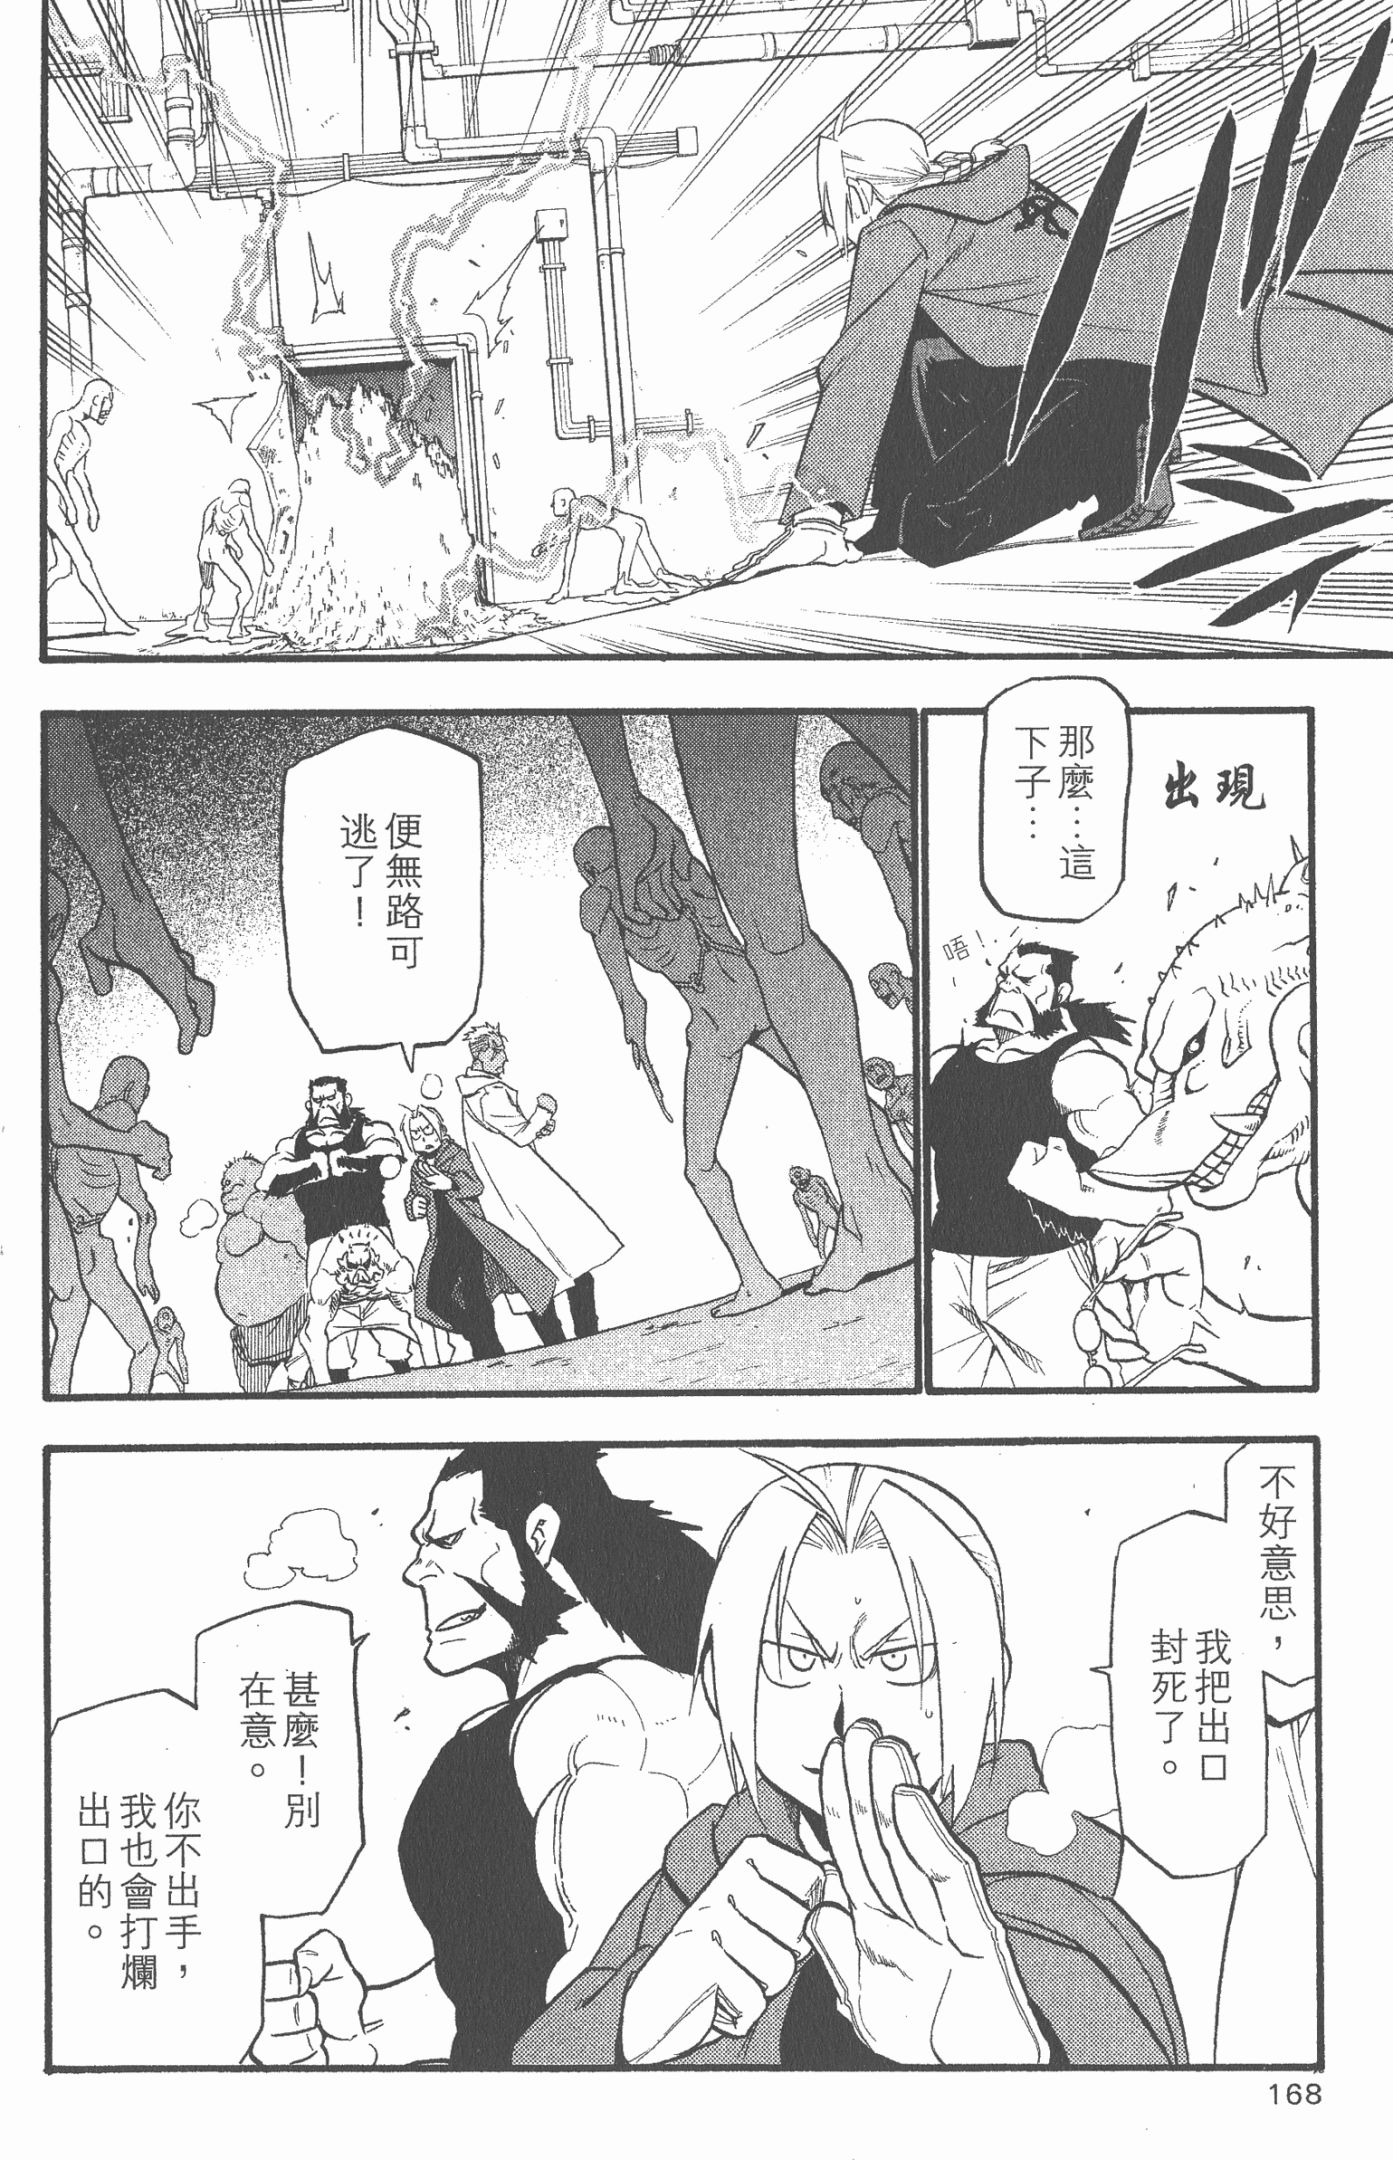 出現
那麼…這
下子…
唔！
便無路可
逃了！
不好意思，
我把出口
封死了。
甚麼！別
在意。
你不出手，
我也會打爛
出口的。
168